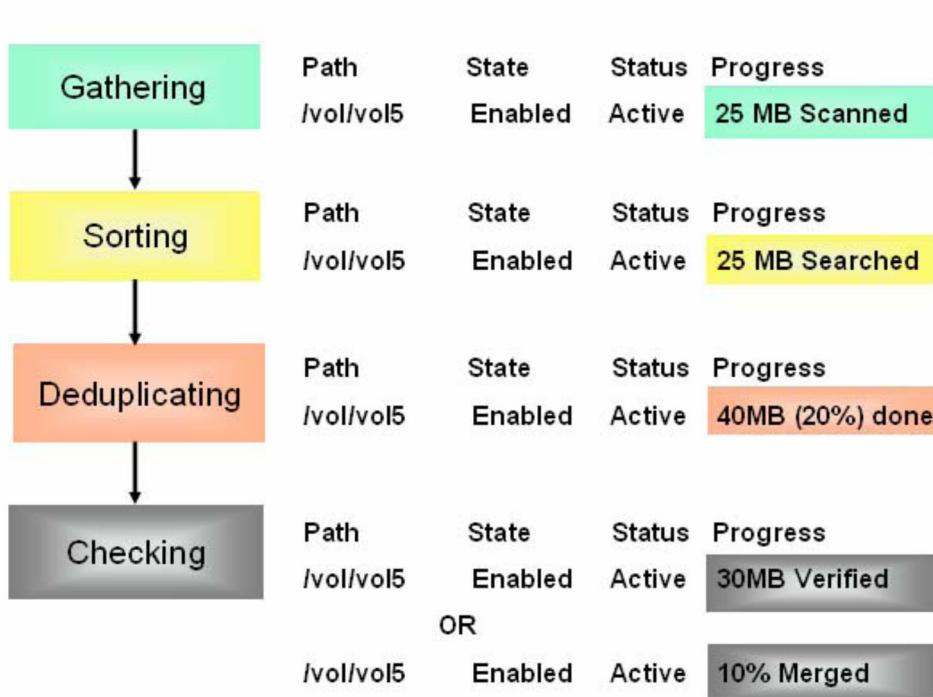 Gathering
Path State Status Progress
/vol/vol5 Enabled Active 25 MB Scanned
Sorting
Path State Status Progress
/vol/vol5 Enabled Active 25 MB Searched
Deduplicating
Path State Status Progress
/vol/vol5 Enabled Active 40MB (20%) done
Checking
Path State Status Progress
/vol/vol5 Enabled Active 30MB Verified
OR
/vol/vol5 Enabled Active 10% Merged